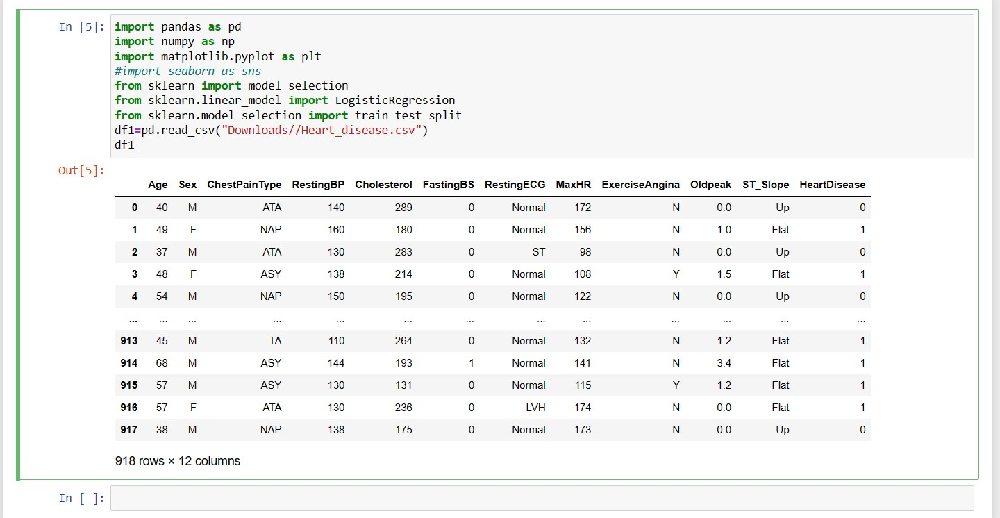 In [5]: import pandas as pd
import numpy as np
import matplotlib.pyplot as plt
#import seaborn as sns
from sklearn import model_selection
from sklearn.linear_model import LogisticRegression
from sklearn.model_selection import train_test_split
df1=pd.read_csv("Downloads//Heart_disease.csv")
df1
Out[5]:
Age Sex ChestPainType RestingBP Cholesterol FastingBS RestingECG MaxHR ExerciseAngina Oldpeak ST_Slope HeartDisease
0 40 M ATA 140 289 0 Normal 172 N 0.0 Up 0
1 49 F NAP 160 180 0 Normal 156 N 1.0 Flat 1
2 37 M ATA 130 283 0 ST 98 N 0.0 Up 0
3 48 F ASY 138 214 0 Normal 108 Y 1.5 Flat 1
4 54 M NAP 150 195 0 Normal 122 N 0.0 Up 0
... ... ... ... ... ... ... ... ... ... ... ... ...
913 45 M TA 110 264 0 Normal 132 N 1.2 Flat 1
914 68 M ASY 144 193 1 Normal 141 N 3.4 Flat 1
915 57 M ASY 130 131 0 Normal 115 Y 1.2 Flat 1
916 57 F ATA 130 236 0 LVH 174 N 0.0 Flat 1
917 38 M NAP 138 175 0 Normal 173 N 0.0 Up 0
918 rows × 12 columns
In [ ]: